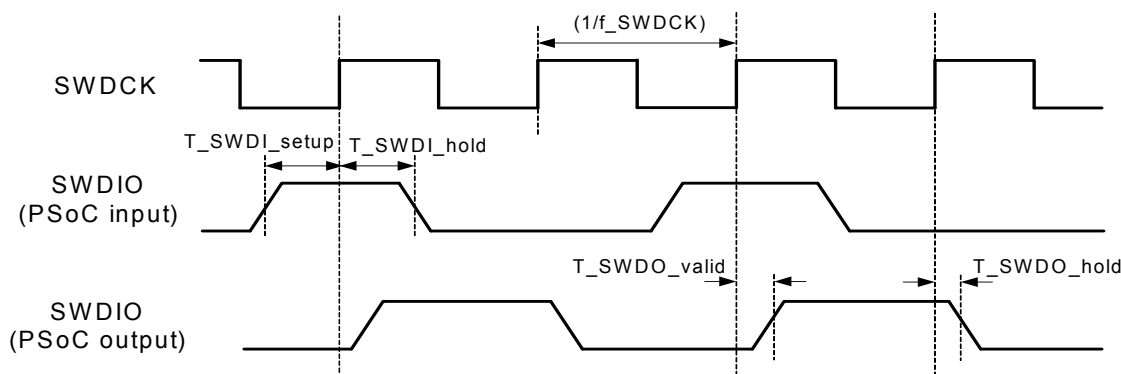 (1/f_SWDCK)
SWDCK
T_SWDI_setup
T_SWDI_hold
SWDIO
(PSoC input)
T_SWDO_valid
T_SWDO_hold
SWDIO
(PSoC output)